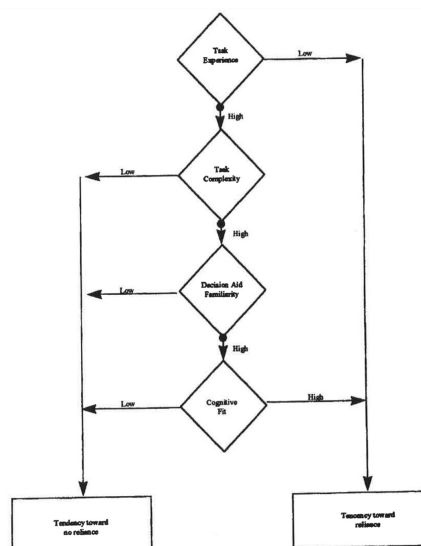 Task
Experience
Low
High
Task
Complexity
Low
High
Decision Aid
Familiarity
Low
High
Cognitive
Fit
Low
High
Tendency toward
no reliance
Tendency toward
reliance